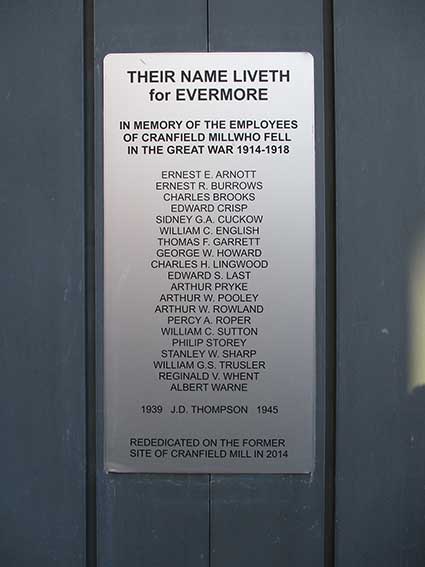 THEIR NAME LIVETH
for EVERMORE
IN MEMORY OF THE EMPLOYEES
OF CRANFIELD MILLWHO FELL
IN THE GREAT WAR 1914-1918
ERNEST E. ARNOTT
ERNEST R. BURROWS
CHARLES BROOKS
EDWARD CRISP
SIDNEY G.A. CUCKOW
WILLIAM C. ENGLISH
THOMAS F. GARRETT
GEORGE W. HOWARD
CHARLES H. LINGWOOD
EDWARD S. LAST
ARTHUR PRYKE
ARTHUR W. POOLEY
ARTHUR W. ROWLAND
PERCY A. ROPER
WILLIAM C. SUTTON
PHILIP STOREY
STANLEY W. SHARP
WILLIAM G.S. TRUSLER
REGINALD V. WHENT
ALBERT WARNE
1939 J.D. THOMPSON 1945
REDEDICATED ON THE FORMER
SITE OF CRANFIELD MILL IN 2014